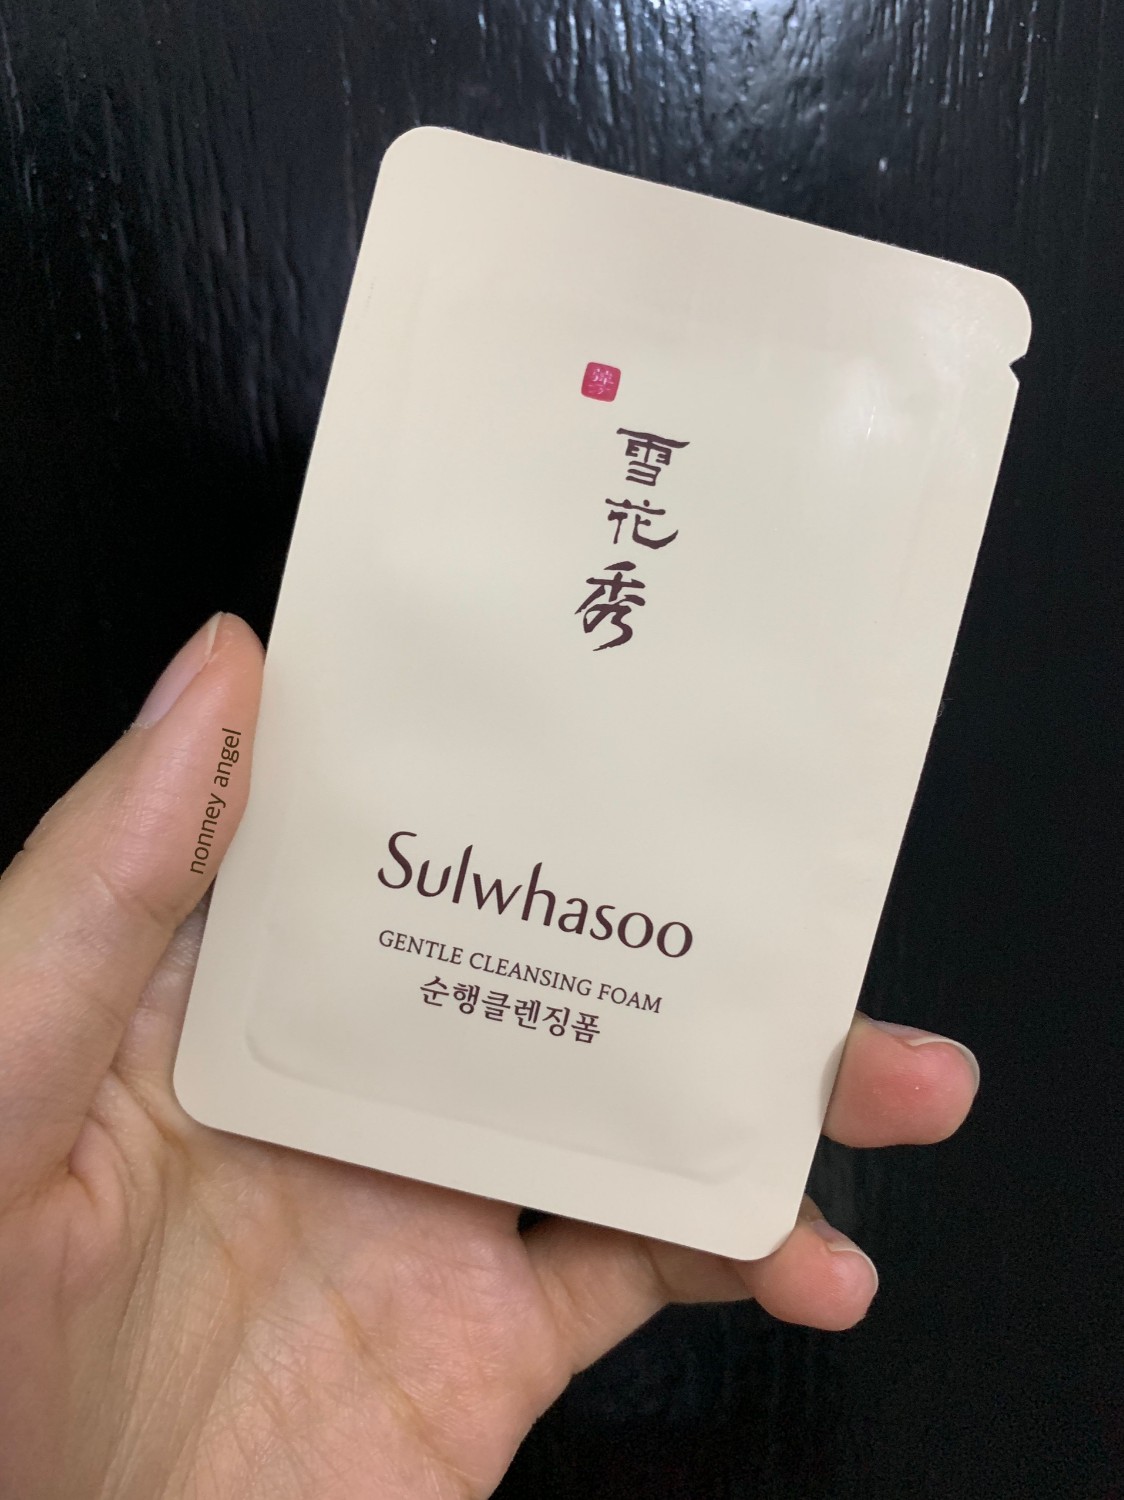 雪
花
秀
Sulwhasoo
GENTLE CLEANSING FOAM
순행클렌징폼
nonney angel